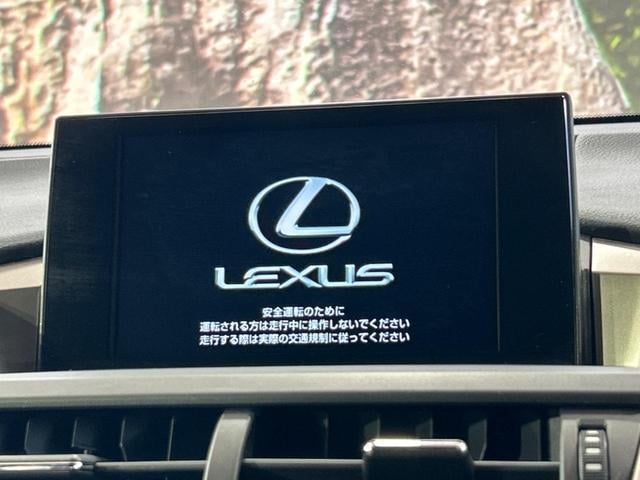 LEXUS
安全運転のために
運転される方は走行中に操作しないでください
走行する際は実際の交通規制に従ってください